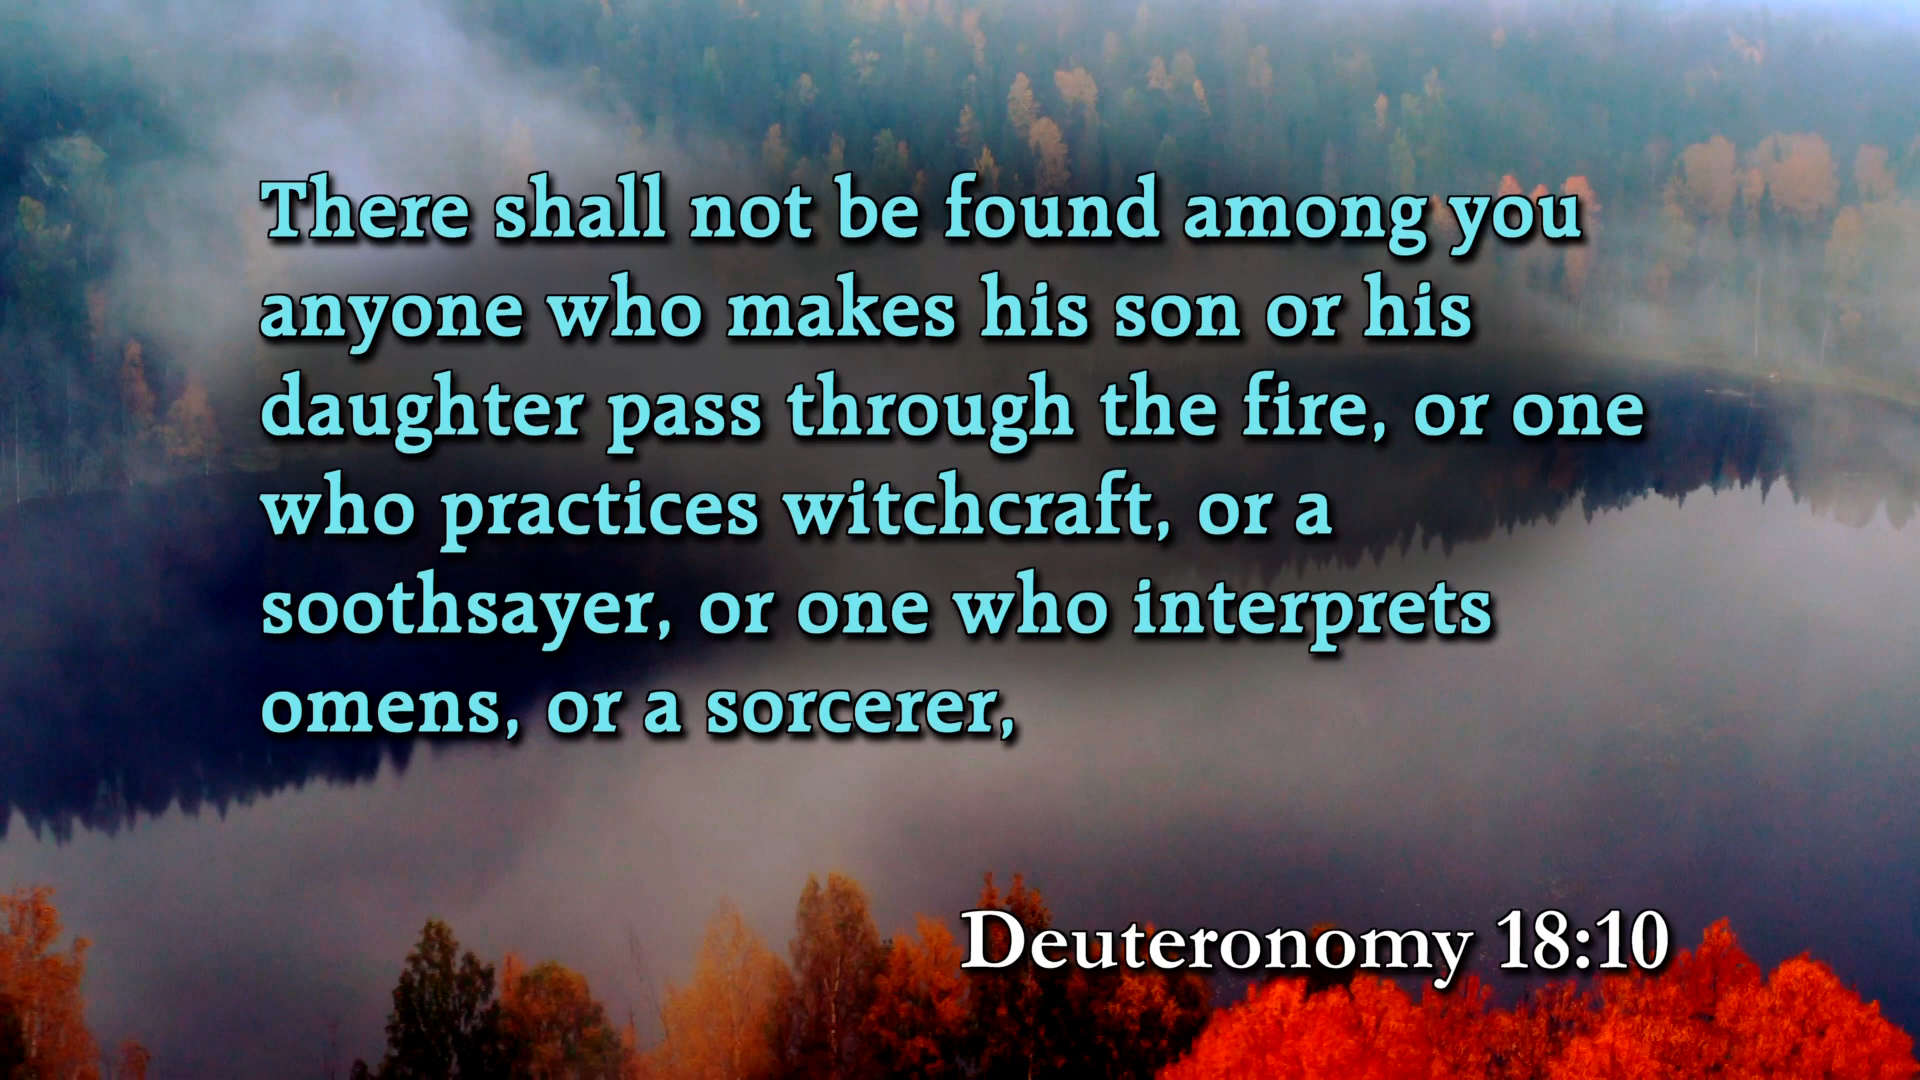 There shall not be found among you
anyone who makes his son or his
daughter pass through the fire, or one
who practices witchcraft, or a
soothsayer, or one who interprets
omens, or a sorcerer,
Deuteronomy 18:10